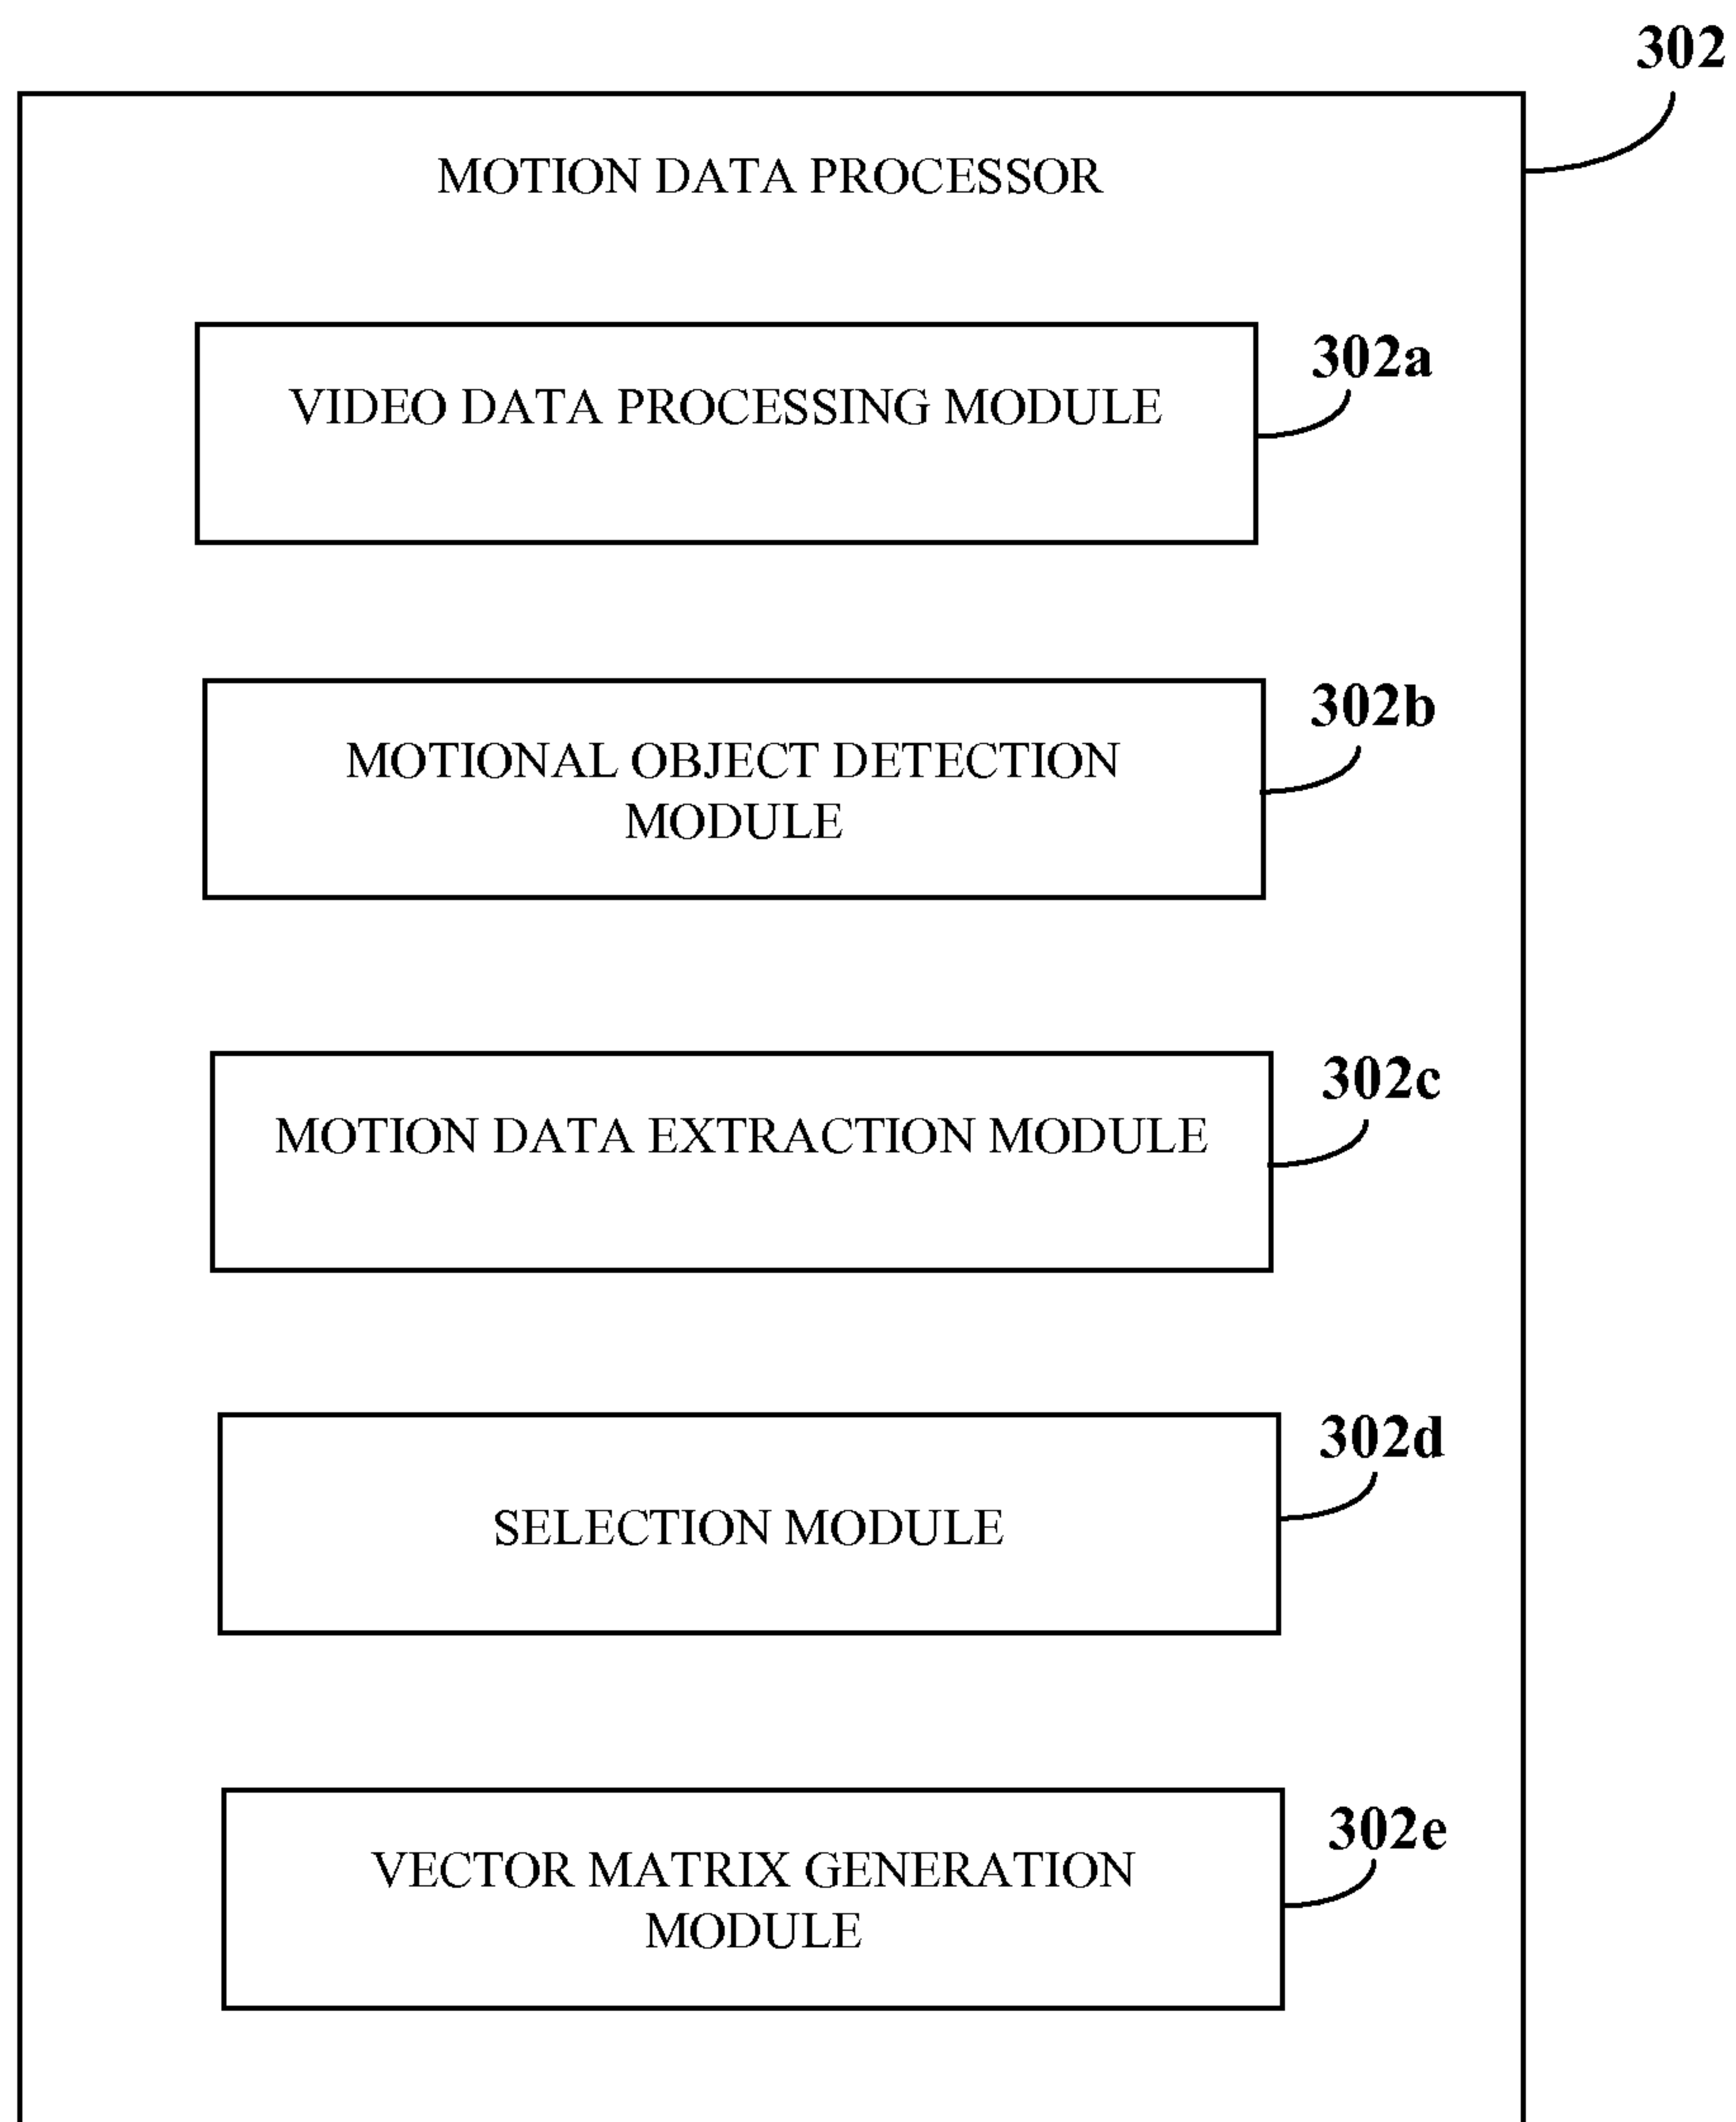 302
MOTION DATA PROCESSOR
302a
VIDEO DATA PROCESSING MODULE
302b
MOTIONAL OBJECT DETECTION
MODULE
302c
MOTION DATA EXTRACTION MODULE
302d
SELECTION MODULE
302e
VECTOR MATRIX GENERATION
MODULE